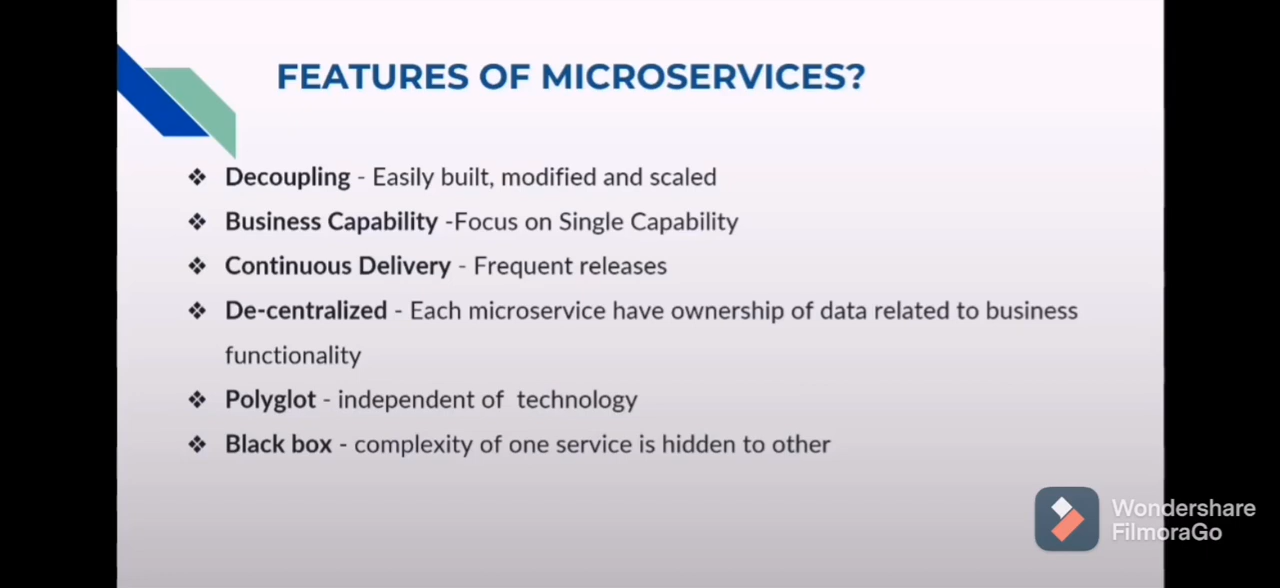 FEATURES OF MICROSERVICES?
❖ Decoupling - Easily built, modified and scaled
❖ Business Capability -Focus on Single Capability
❖ Continuous Delivery - Frequent releases
❖ De-centralized - Each microservice have ownership of data related to business
functionality
❖ Polyglot - independent of technology
❖ Black box - complexity of one service is hidden to other
Wondershare
FilmoraGo